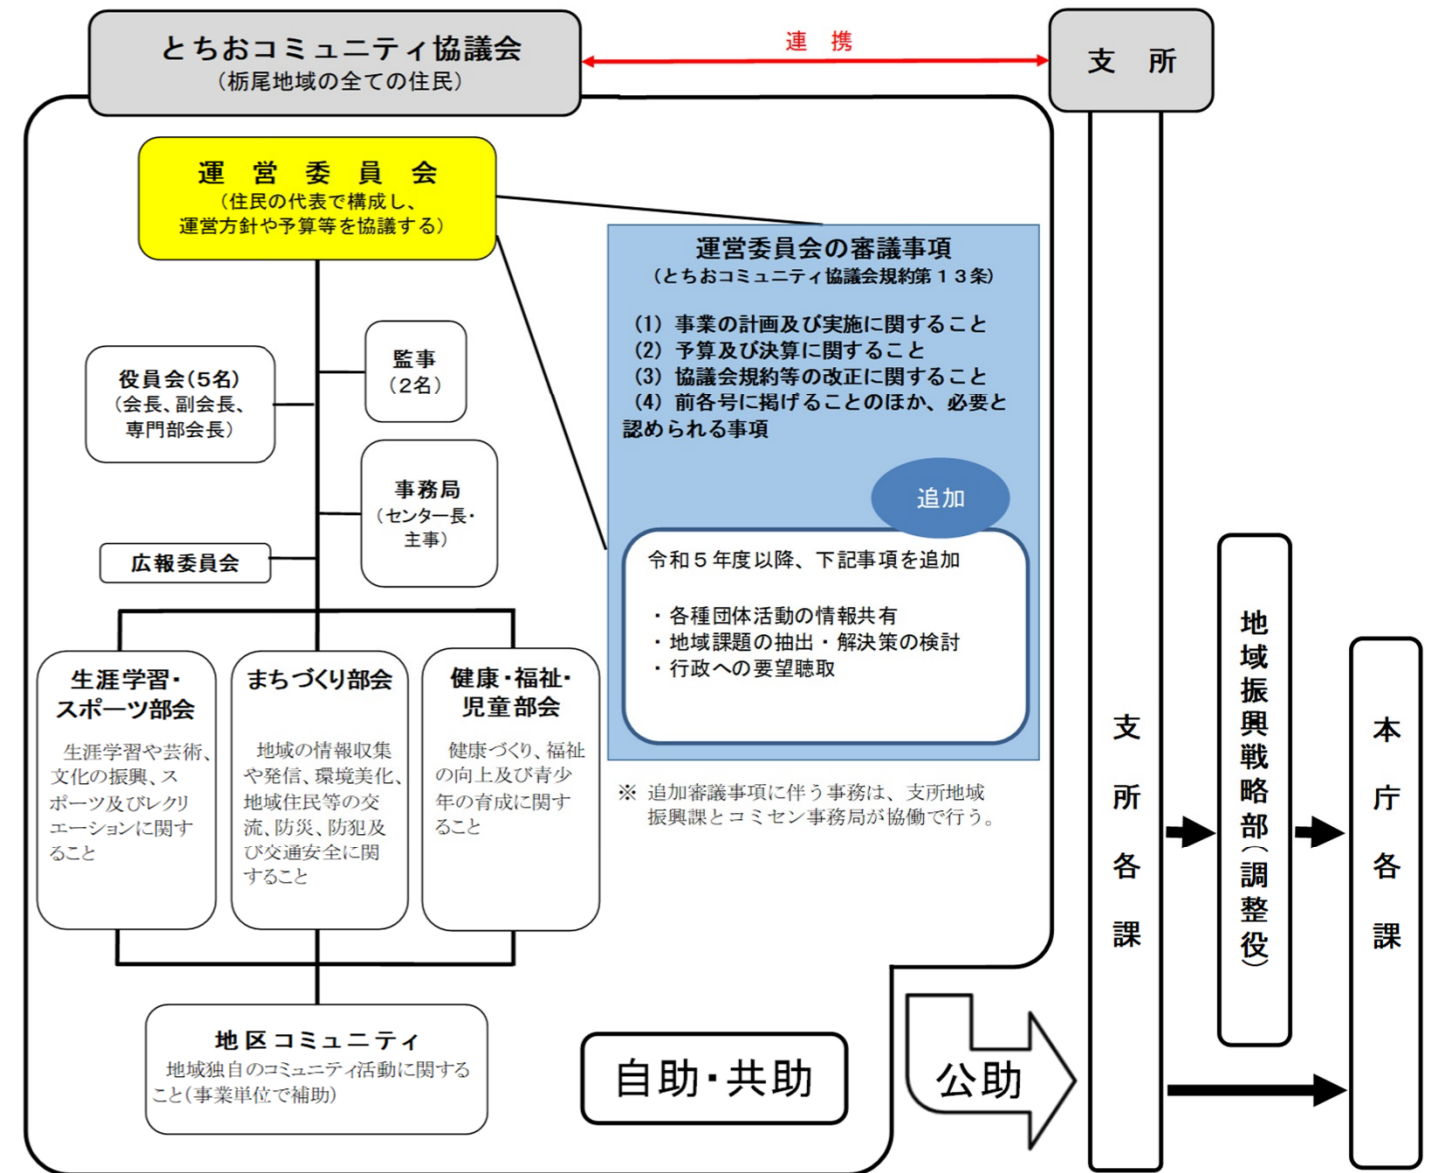 とちおコミュニティ協議会
（栃尾地域の全ての住民）
連　携
支　所
運　営　委　員　会
（住民の代表で構成し、
運営方針や予算等を協議する）
運営委員会の審議事項
（とちおコミュニティ協議会規約第１３条）
（1）事業の計画及び実施に関すること
（2）予算及び決算に関すること
（3）協議会規約等の改正に関すること
（4）前各号に掲げることのほか、必要と
認められる事項
追加
令和５年度以降、下記事項を追加
・各種団体活動の情報共有
・地域課題の抽出・解決策の検討
・行政への要望聴取
※ 追加審議事項に伴う事務は、支所地域
振興課とコミセン事務局が協働で行う。
役員会（5名）
（会長、副会長、
専門部会長）
監事
（２名）
事務局
（センター長・
主事）
広報委員会
生涯学習・
スポーツ部会
生涯学習や芸術、
文化の振興、ス
ポーツ及びレクリ
エーションに関す
ること
まちづくり部会
地域の情報収集
や発信、環境美化、
地域住民等の交
流、防災、防犯及
び交通安全に関
すること
健康・福祉・
児童部会
健康づくり、福祉
の向上及び青少
年の育成に関す
ること
地区コミュニティ
地域独自のコミュニティ活動に関する
こと（事業単位で補助）
自助・共助
公助
支所各課
地域振興戦略部（調整役）
本庁各課